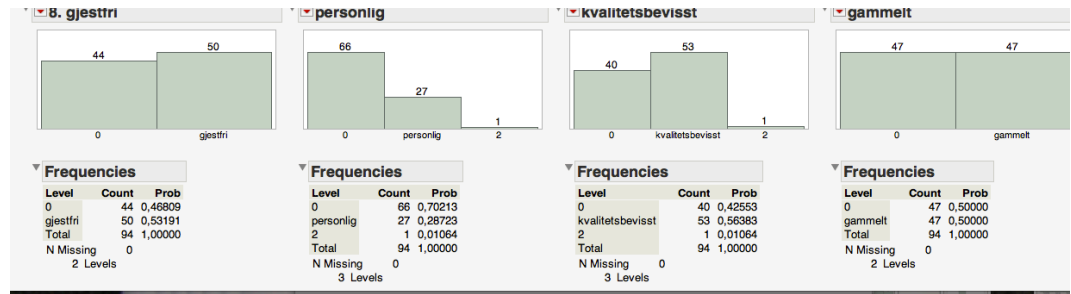 8. gjestfri
44
50
0
gjestfri
Frequencies
Level Count Prob
0 44 0,46809
gjestfri 50 0,53191
Total 94 1,00000
N Missing 0
2 Levels
personlig
66
27
1
0
personlig
2
Frequencies
Level Count Prob
0 66 0,70213
personlig 27 0,28723
2 1 0,01064
Total 94 1,00000
N Missing 0
3 Levels
kvalitetsbevisst
40
53
1
0
kvalitetsbevisst
2
Frequencies
Level Count Prob
0 40 0,42553
kvalitetsbevisst 53 0,56383
2 1 0,01064
Total 94 1,00000
N Missing 0
3 Levels
gammelt
47
47
0
gammelt
Frequencies
Level Count Prob
0 47 0,50000
gammelt 47 0,50000
Total 94 1,00000
N Missing 0
2 Levels